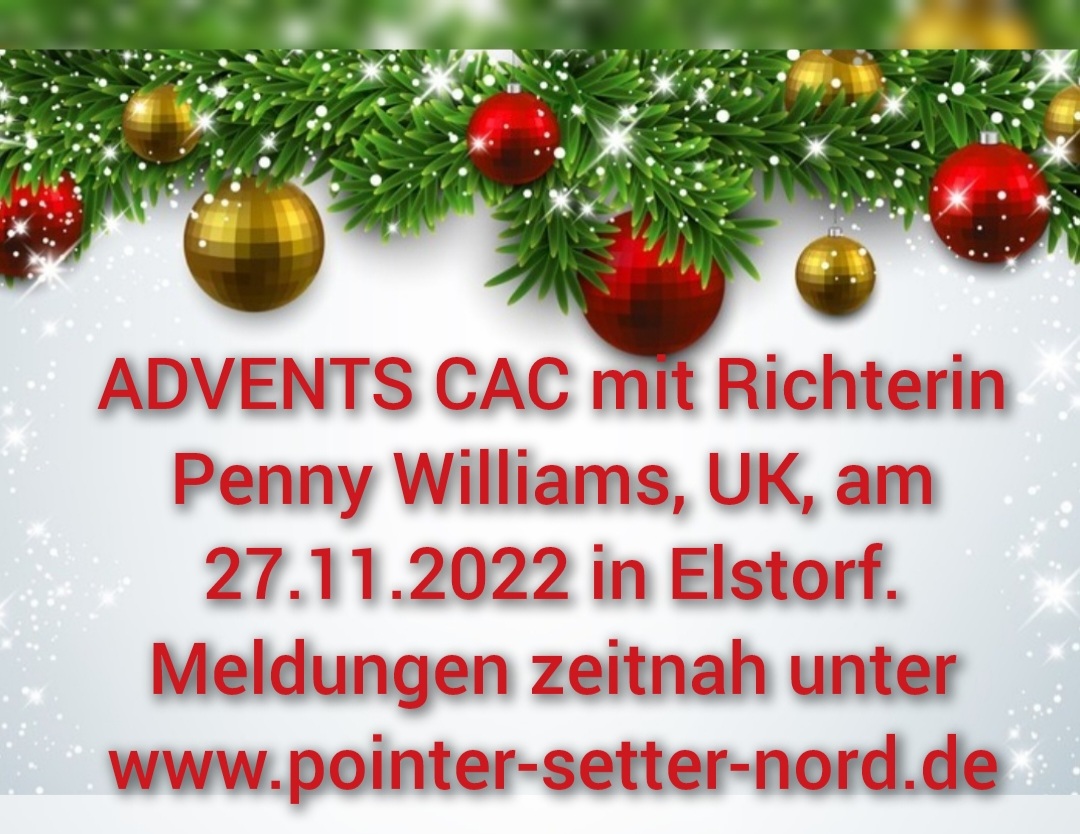 ADVENTS CAC mit Richterin
Penny Williams, UK, am
27.11.2022 in Elstorf.
Meldungen zeitnah unter
www.pointer-setter-nord.de